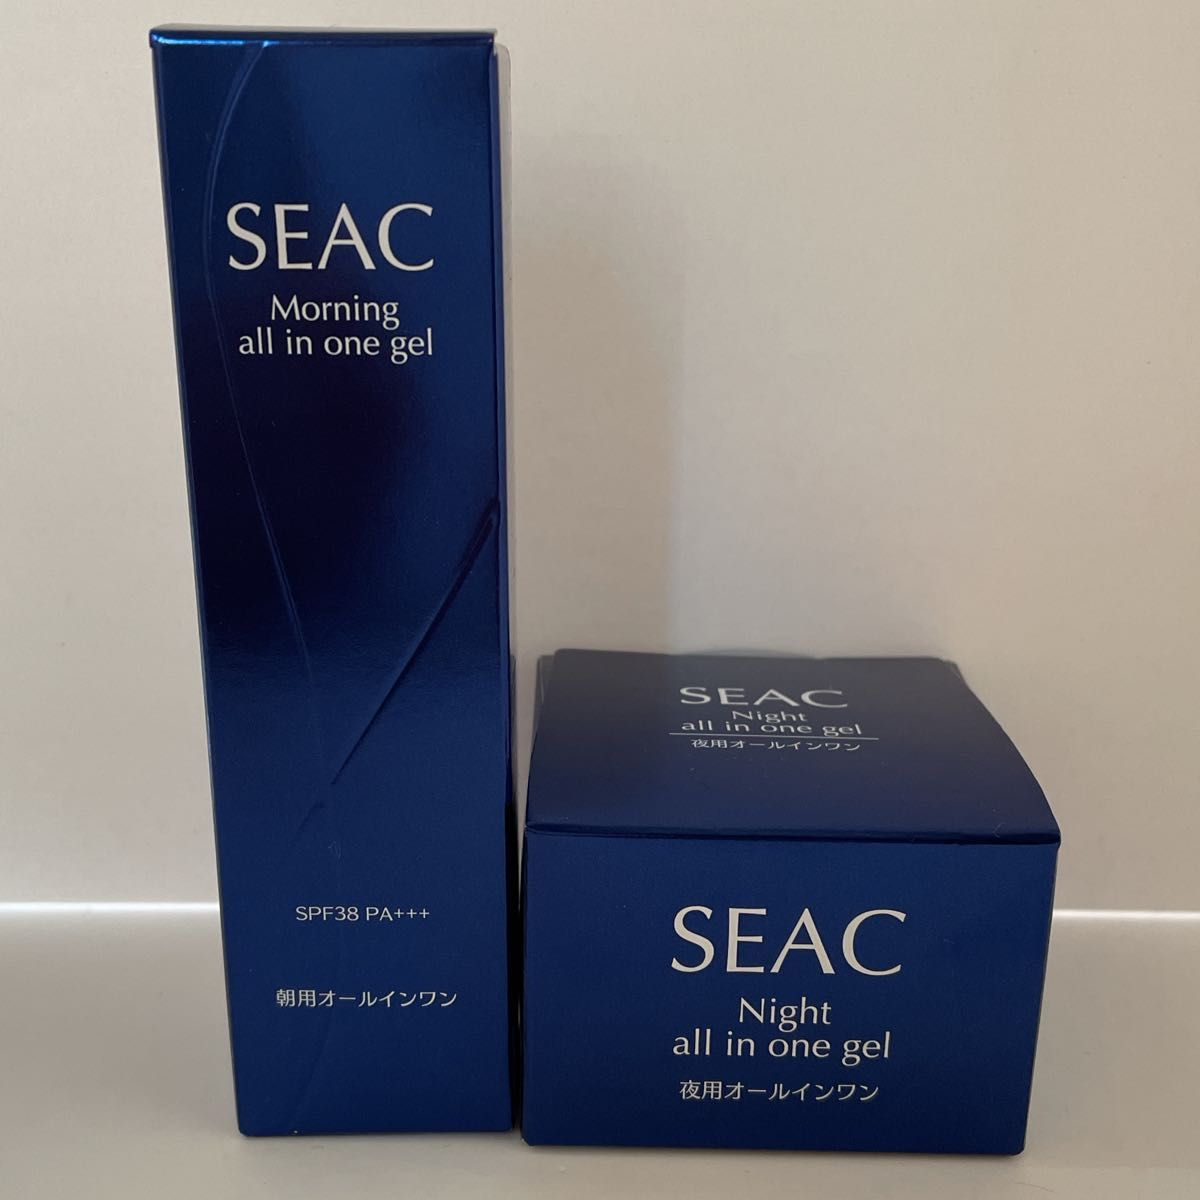 SEAC
Morning
all in one gel
SPF38 PA+++
朝用オールインワン
SEAC
Night
all in one gel
夜用オールインワン
SEAC
Night
all in one gel
夜用オールインワン